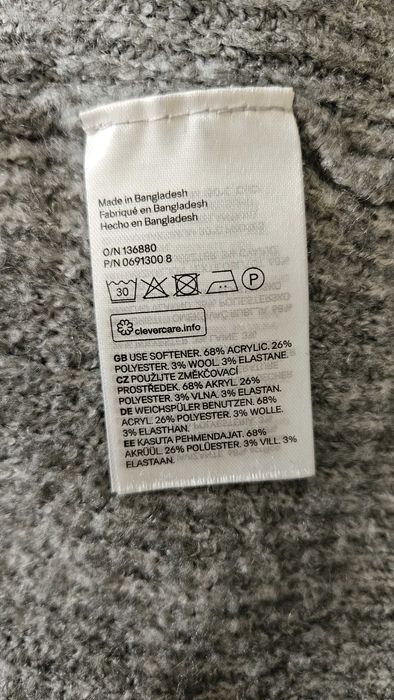 Made in Bangladesh
Fabriqué en Bangladesh
Hecho en Bangladesh
O/N 136880
P/N 0691300 8
30
P
clevercare.info
GB USE SOFTENER. 68% ACRYLIC. 26%
POLYESTER. 3% WOOL. 3% ELASTANE.
CZ POUŽIJTE ZMĚKČOVACÍ
PROSTŘEDEK. 68% AKRYL. 26%
POLYESTER. 3% VLNA. 3% ELASTAN.
DE WEICHSPÜLER BENUTZEN. 68%
ACRYL. 26% POLYESTER. 3% WOLLE.
3% ELASTHAN.
EE KASUTA PEHMENDAJAT. 68%
AKRÜÜL. 26% POLÜESTER. 3% VILL. 3%
ELASTAAN.